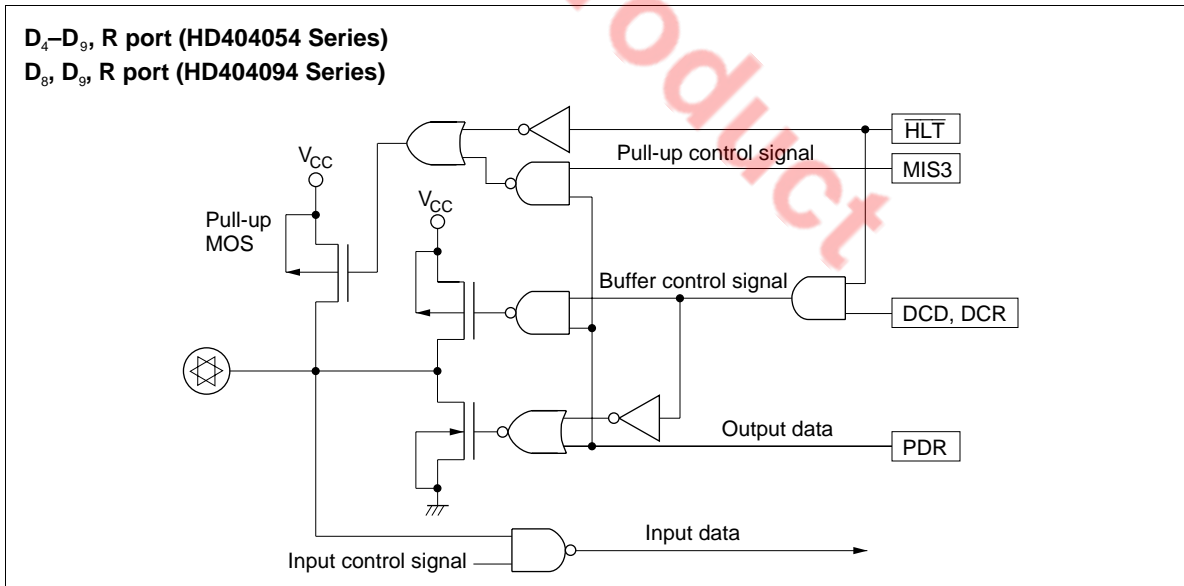 D₄–D₉, R port (HD404054 Series)
D₈, D₉, R port (HD404094 Series)
roduct
HLT
Pull-up control signal
MIS3
VCC
VCC
Pull-up
MOS
Buffer control signal
DCD, DCR
Output data
PDR
Input data
Input control signal